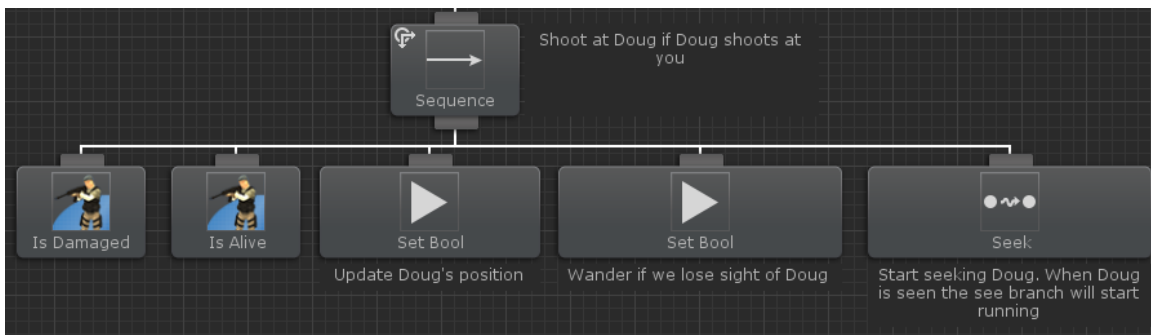 Shoot at Doug if Doug shoots at
you
Sequence
Is Damaged
Is Alive
Set Bool
Set Bool
Seek
Update Doug's position
Wander if we lose sight of Doug
Start seeking Doug. When Doug
is seen the see branch will start
running